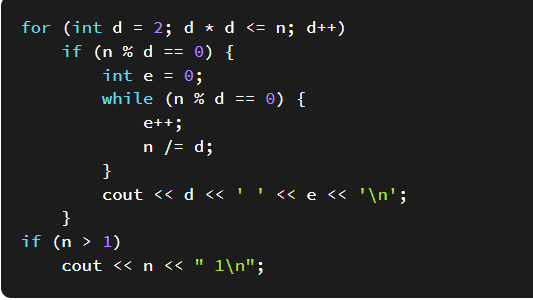 for (int d = 2; d * d <= n; d++)
    if (n % d == 0) {
        int e = 0;
        while (n % d == 0) {
            e++;
            n /= d;
        }
        cout << d << ' ' << e << '\n';
    }
if (n > 1)
    cout << n << " 1\n";